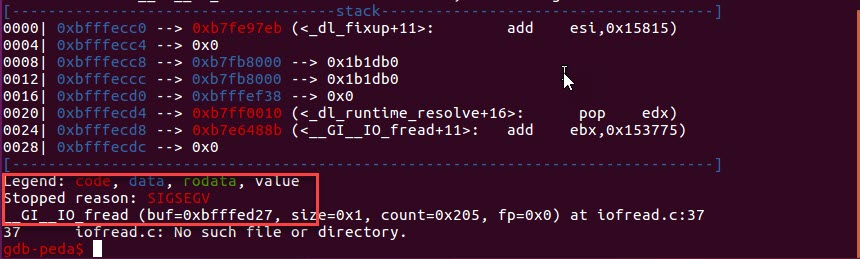 [------------------------------------stack-------------------------------------]
0000| 0xbfffecc0 --> 0xb7fe97eb (<_dl_fixup+11>:        add    esi,0x15815)
0004| 0xbfffecc4 --> 0x0
0008| 0xbfffecc8 --> 0xb7fb8000 --> 0x1b1db0
0012| 0xbfffeccc --> 0xb7fb8000 --> 0x1b1db0
0016| 0xbfffecd0 --> 0xbfffef38 --> 0x0
0020| 0xbfffecd4 --> 0xb7ff0010 (<_dl_runtime_resolve+16>:      pop    edx)
0024| 0xbfffecd8 --> 0xb7e6488b (<__GI__IO_fread+11>:   add    ebx,0x153775)
0028| 0xbfffecdc --> 0x0
[------------------------------------------------------------------------------]
Legend: code, data, rodata, value
Stopped reason: SIGSEGV
__GI__IO_fread (buf=0xbfffed27, size=0x1, count=0x205, fp=0x0) at iofread.c:37
37      iofread.c: No such file or directory.
gdb-peda$